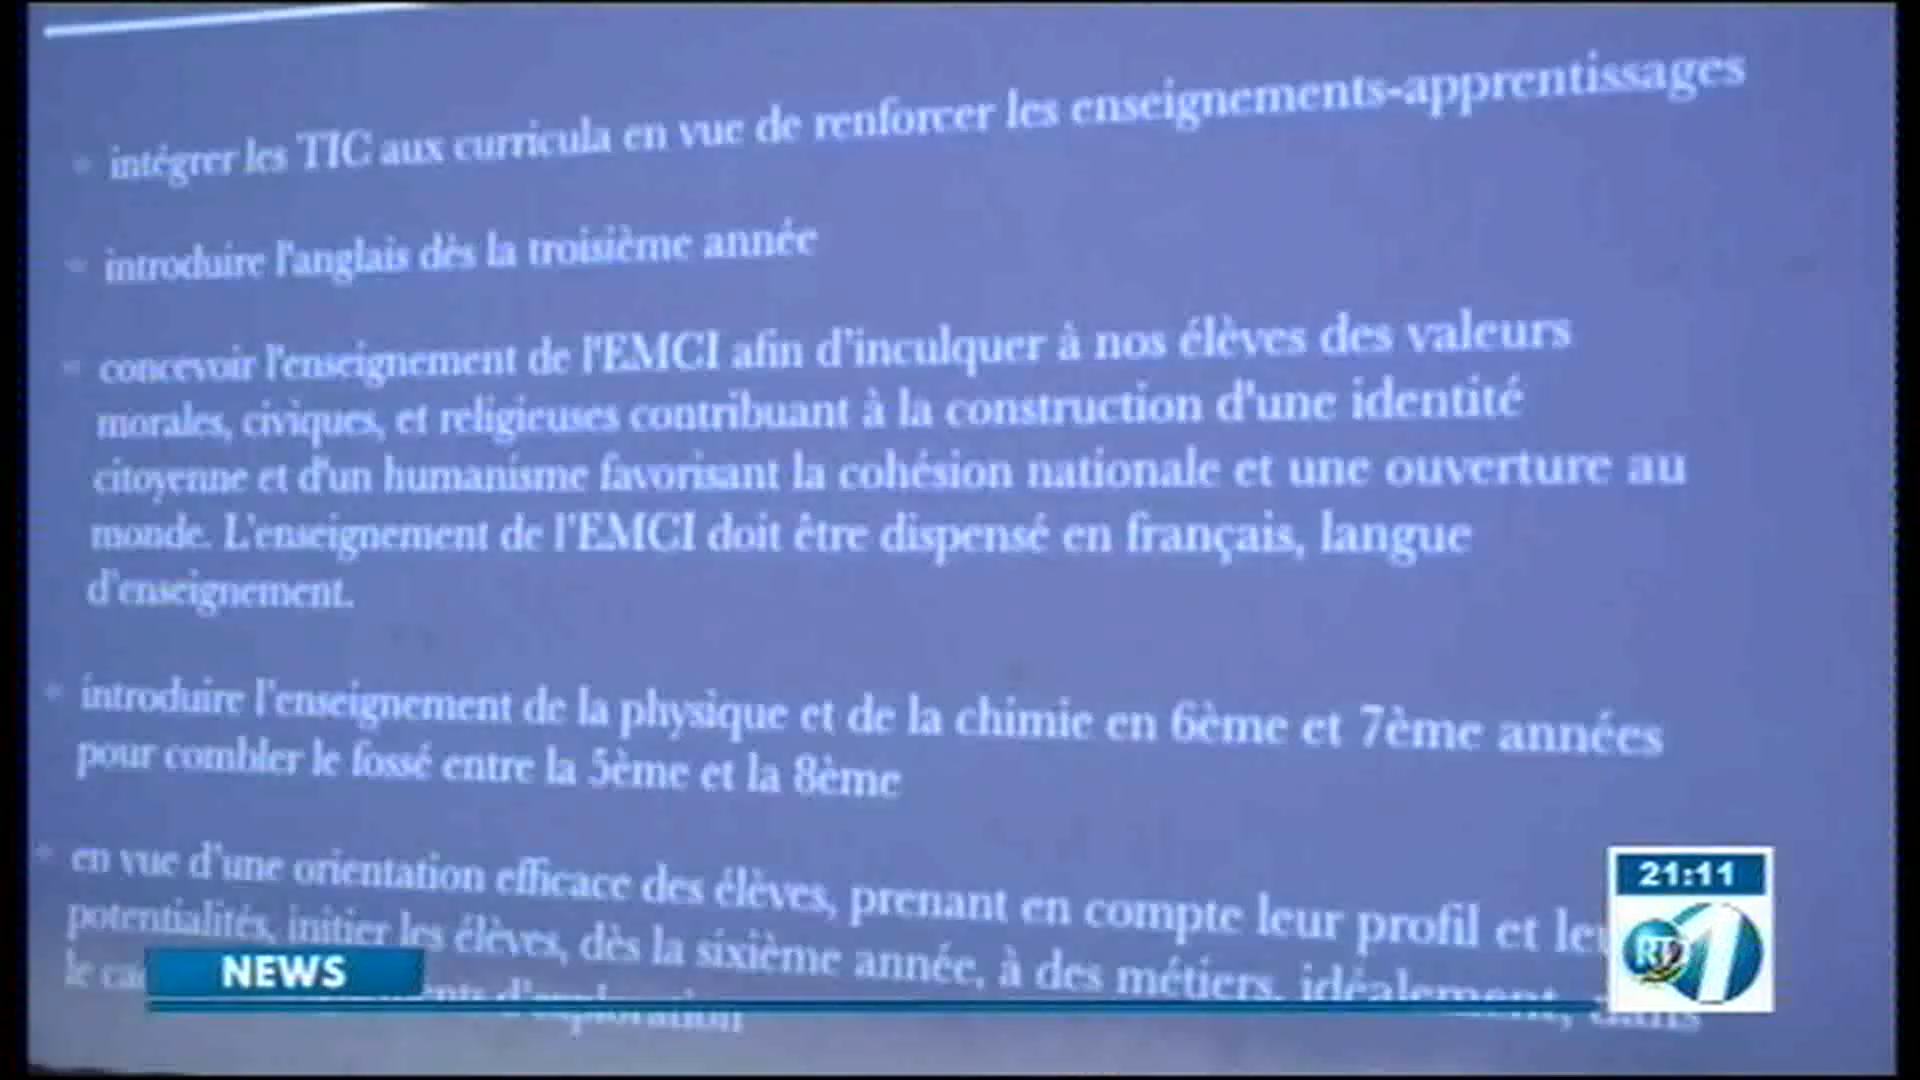 intégrer les TIC aux curricula en vue de renforcer les enseignements-apprentissages
introduire l'anglais dès la troisième année
concevoir l'enseignement de l'EMCI afin d'inculquer à nos élèves des valeurs
morales, civiques, et religieuses contribuant à la construction d'une identité
citoyenne et d'un humanisme favorisant la cohésion nationale et une ouverture au
monde. L'enseignement de l'EMCI doit être dispensé en français, langue
d'enseignement.
introduire l'enseignement de la physique et de la chimie en 6ème et 7ème années
pour combler le fossé entre la 5ème et la 8ème
en vue d'une orientation efficace des élèves, prenant en compte leur profil et
potentialités, initier les élèves, dès la sixième année, à des métiers, idéalement, dans
le d'exploration
21:11
NEWS
1